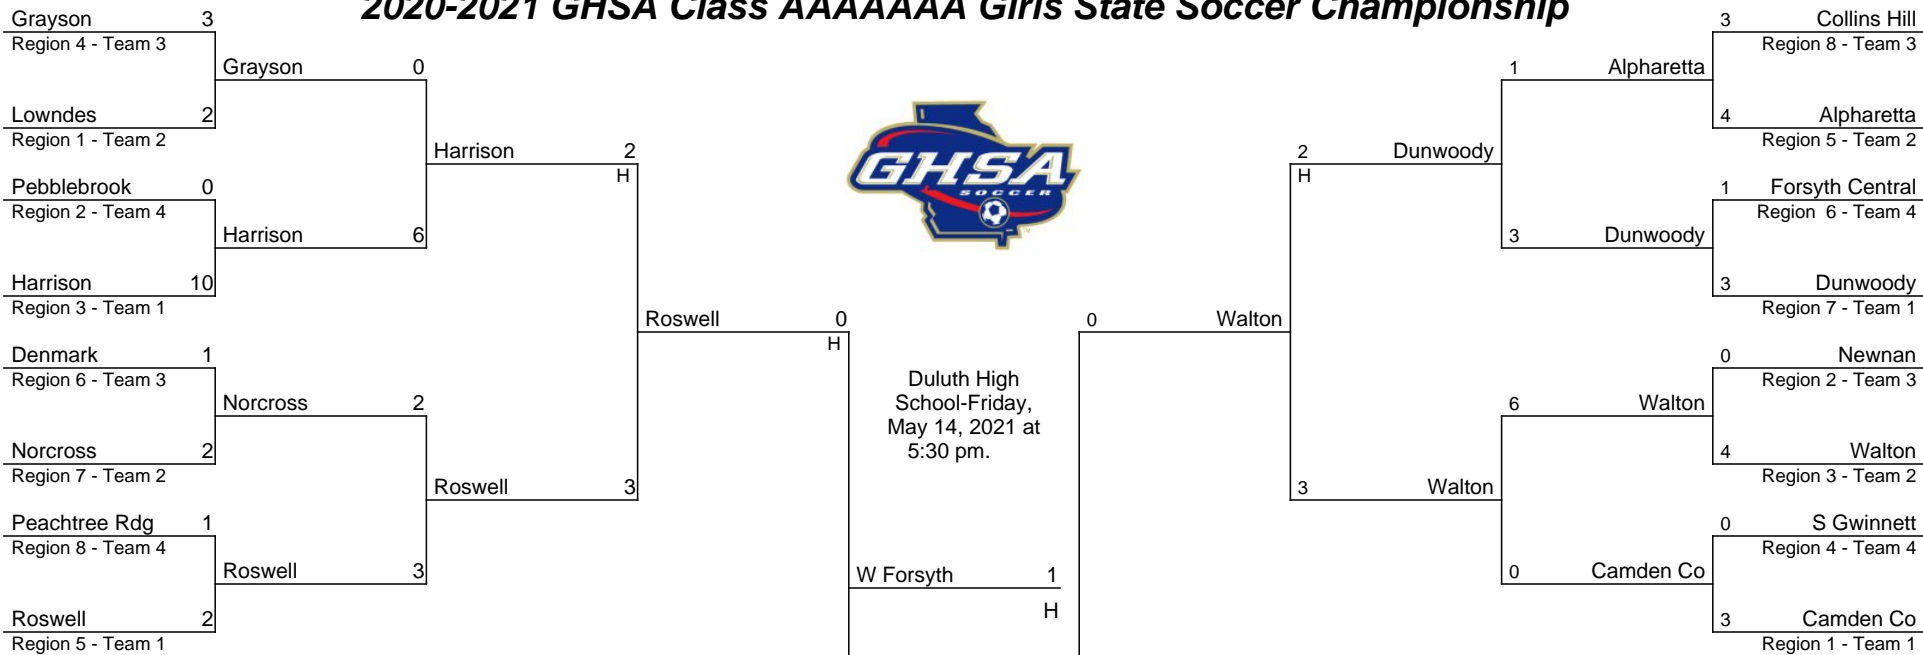 2020-2021 GHSA Class AAAAAAA Girls State Soccer Championship
Grayson 3
Region 4 - Team 3
Grayson 0
Lowndes 2
Region 1 - Team 2
Harrison 2
H
Pebblebrook 0
Region 2 - Team 4
Harrison 6
Harrison 10
Region 3 - Team 1
Roswell 0
H
Denmark 1
Region 6 - Team 3
Norcross 2
Norcross 2
Region 7 - Team 2
Roswell 3
Peachtree Rdg 1
Region 8 - Team 4
Roswell 3
Roswell 2
Region 5 - Team 1
GHSA
SOCCER
Duluth High
School-Friday,
May 14, 2021 at
5:30 pm.
W Forsyth 1
H
3 Collins Hill
Region 8 - Team 3
1 Alpharetta
4 Alpharetta
Region 5 - Team 2
2 Dunwoody
H
1 Forsyth Central
Region 6 - Team 4
3 Dunwoody
3 Dunwoody
Region 7 - Team 1
0 Walton
0 Newnan
Region 2 - Team 3
6 Walton
4 Walton
Region 3 - Team 2
3 Walton
0 S Gwinnett
Region 4 - Team 4
0 Camden Co
3 Camden Co
Region 1 - Team 1